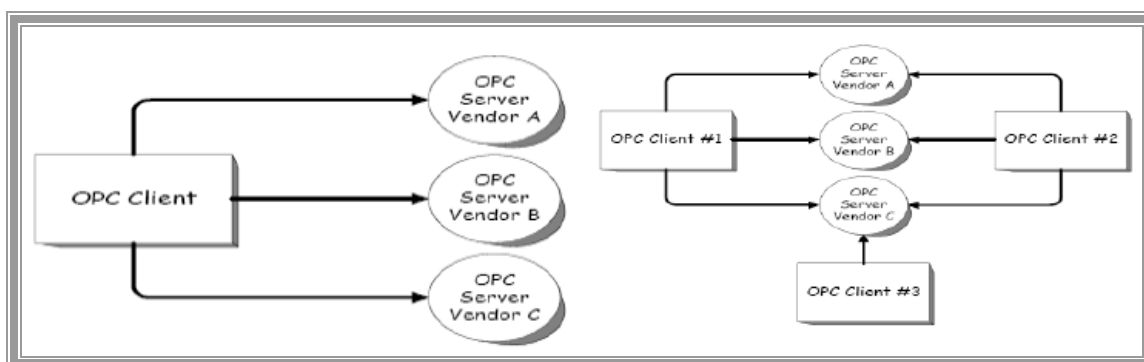 OPC
Server
Vendor A
OPC Client
OPC
Server
Vendor B
OPC
Server
Vendor C
OPC
Server
Vendor A
OPC Client #1
OPC
Server
Vendor B
OPC Client #2
OPC
Server
Vendor C
OPC Client #3